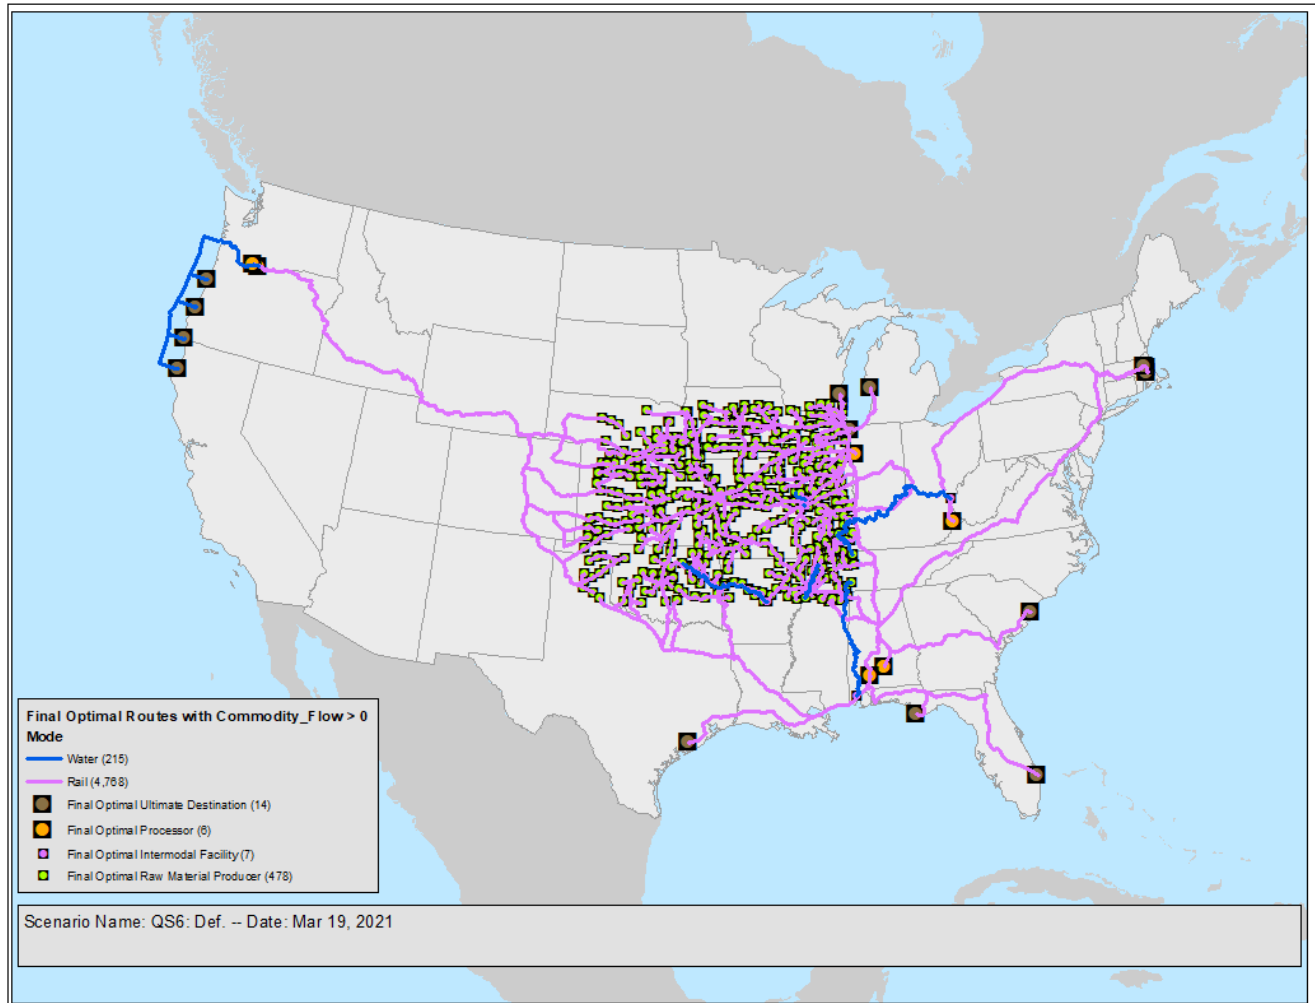 Final Optimal Routes with Commodity_Flow > 0
Mode
Water (215)
Rail (4,768)
Final Optimal Ultimate Destination (14)
Final Optimal Processor (6)
Final Optimal Intermodal Facility (7)
Final Optimal Raw Material Producer (478)
Scenario Name: QS6: Def. -- Date: Mar 19, 2021